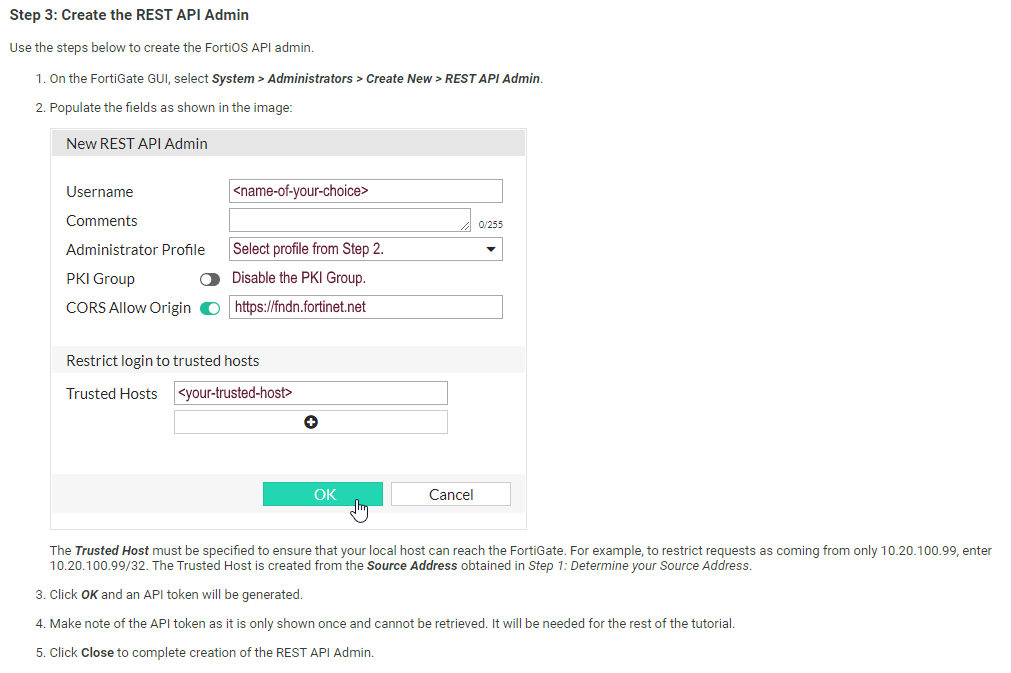 Step 3: Create the REST API Admin
Use the steps below to create the FortiOS API admin.
1. On the FortiGate GUI, select System > Administrators > Create New > REST API Admin.
2. Populate the fields as shown in the image:
New REST API Admin
Username <name-of-your-choice>
Comments 0/255
Administrator Profile Select profile from Step 2.
PKI Group Disable the PKI Group.
CORS Allow Origin https://fndn.fortinet.net
Restrict login to trusted hosts
Trusted Hosts <your-trusted-host>
OK Cancel
The Trusted Host must be specified to ensure that your local host can reach the FortiGate. For example, to restrict requests as coming from only 10.20.100.99, enter
10.20.100.99/32. The Trusted Host is created from the Source Address obtained in Step 1: Determine your Source Address.
3. Click OK and an API token will be generated.
4. Make note of the API token as it is only shown once and cannot be retrieved. It will be needed for the rest of the tutorial.
5. Click Close to complete creation of the REST API Admin.